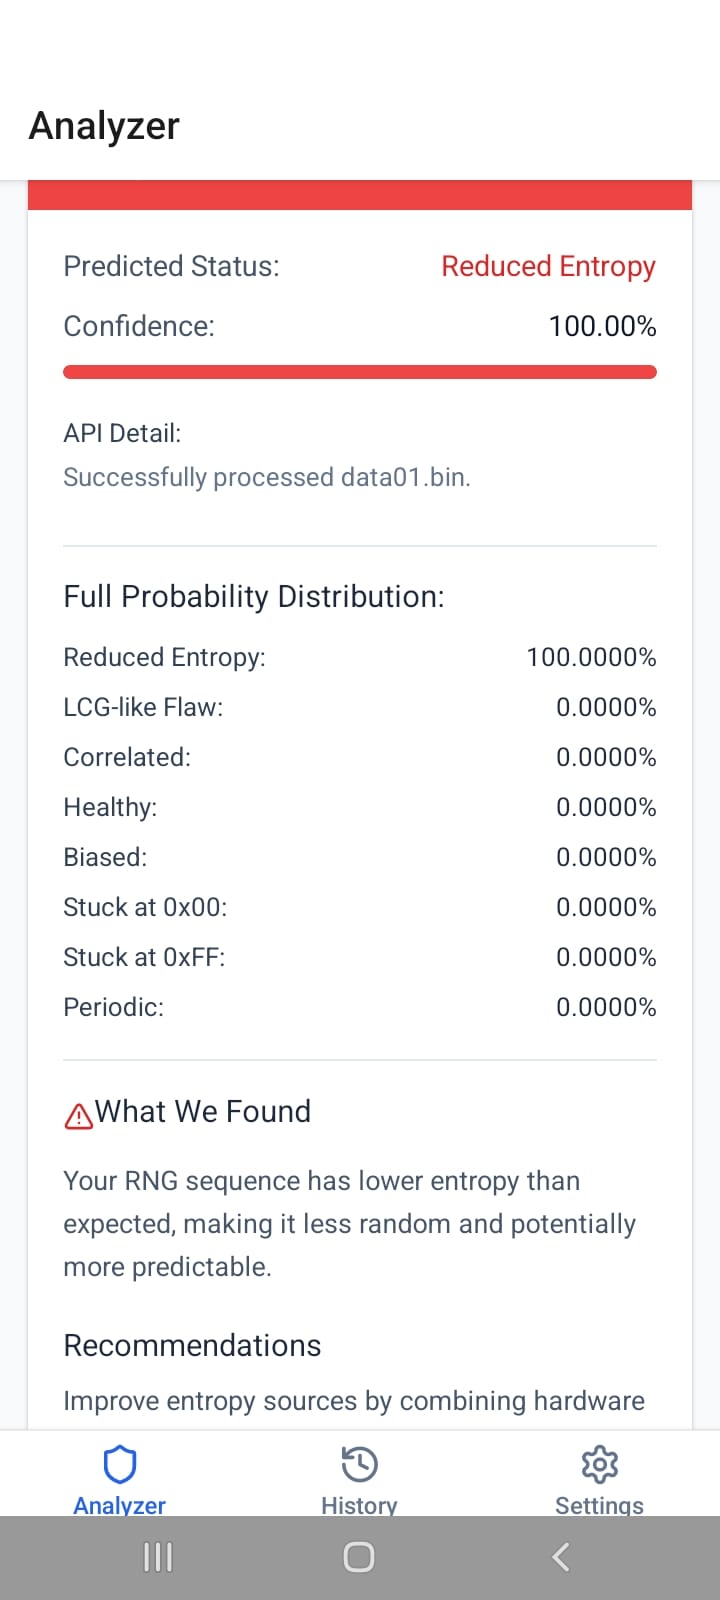 Analyzer
Predicted Status: Reduced Entropy
Confidence: 100.00%
API Detail:
Successfully processed data01.bin.
Full Probability Distribution:
Reduced Entropy: 100.0000%
LCG-like Flaw: 0.0000%
Correlated: 0.0000%
Healthy: 0.0000%
Biased: 0.0000%
Stuck at 0x00: 0.0000%
Stuck at 0xFF: 0.0000%
Periodic: 0.0000%
What We Found
Your RNG sequence has lower entropy than
expected, making it less random and potentially
more predictable.
Recommendations
Improve entropy sources by combining hardware
Analyzer History Settings